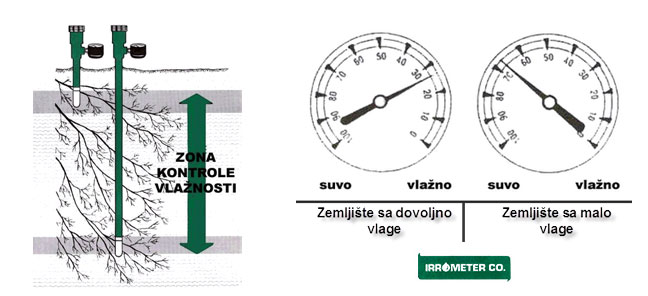 ZONA
KONTROLE
VLAŽNOSTI
100 90 80 70 60 50 40 30 20 10 0
suvo vlažno
Zemljište sa dovoljno
vlage
100 90 80 70 60 50 40 30 20 10 0
suvo vlažno
Zemljište sa malo
vlage
IRROMETER CO.